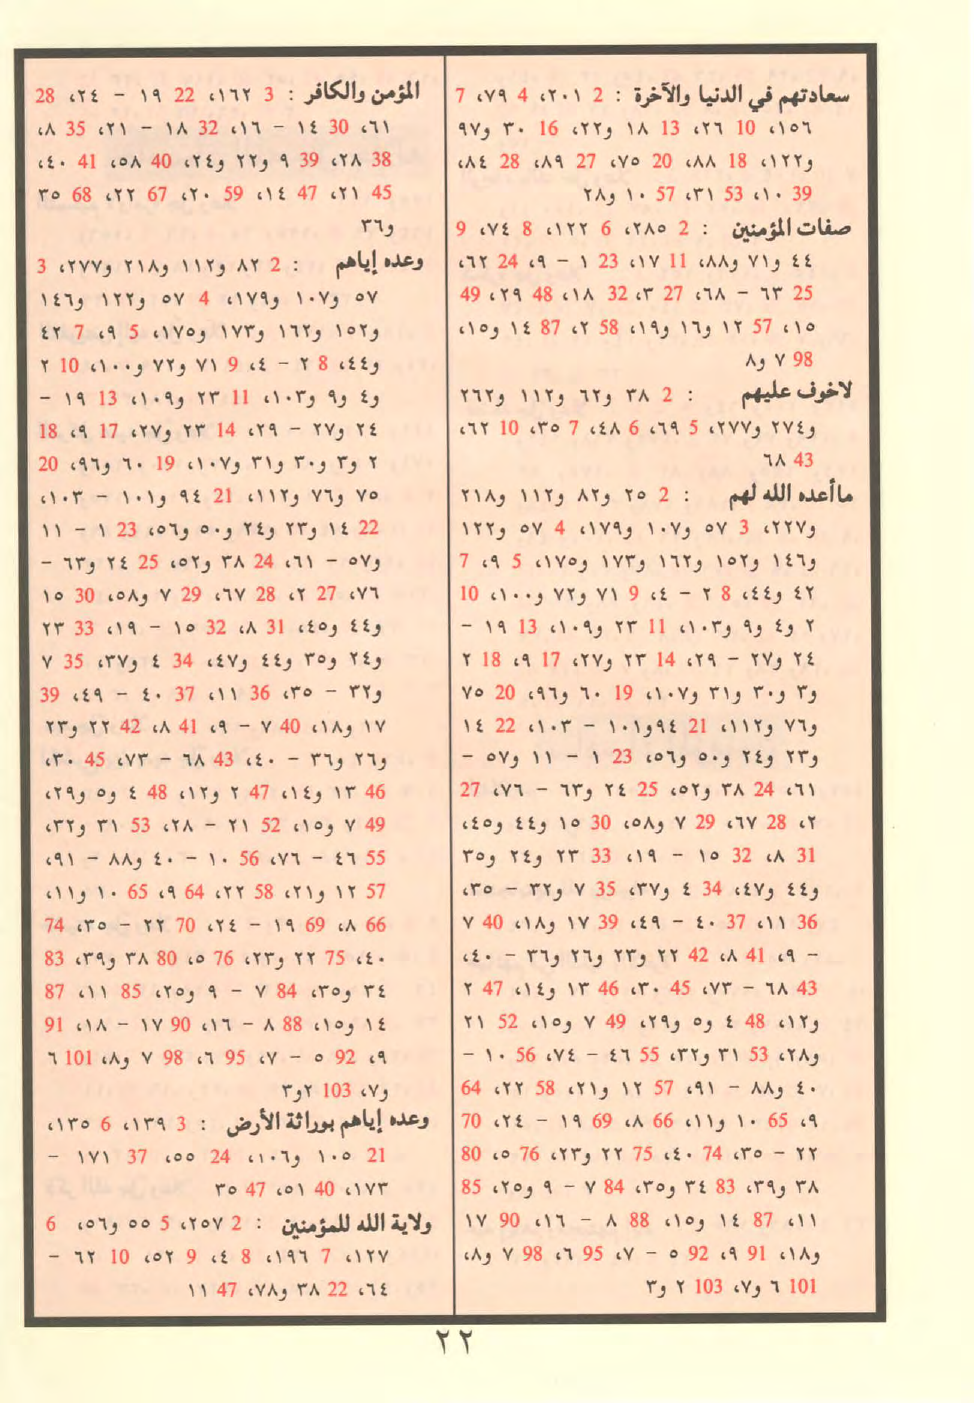 سعادتهم في الدنيا والآخرة : 2 ٢٠١، 4 ٧٩، 7
١٥٦، 10 ٢٦، 13 ١٨ و٢٢، 16 ٣٠ و٩٧
و١٢٢، 18 ٨٨، 20 ٧٥، 27 ٨٩، 28 ٨٤،
39 ١٠، 53 ٣١، 57 ١٠ و٢٨
صفات المؤمنين : 2 ٢٨٥، 6 ١٢٢، 8 ٧٤، 9
٤٤ و٧١ و٨٨، 11 ١٧، 23 ١ – ٩، 24 ٦٢،
25 ٦٣ – ٦٨، 27 ٣، 32 ١٨، 48 ٢٩، 49
١٥، 57 ١٢ و١٦ و١٩، 58 ٢، 87 ١٤ و١٥،
98 ٧ و٨
لاخوف عليهم : 2 ٣٨ و٦٢ و١١٢ و٢٦٢
و٢٧٤ و٢٧٧، 5 ٦٩، 6 ٤٨، 7 ٣٥، 10 ٦٢،
43 ٦٨
ماأعده الله لهم : 2 ٢٥ و٨٢ و١١٢ و٢١٨
و٢٢٧، 3 ٥٧ و١٠٧ و١٧٩، 4 ٥٧ و١٢٢
و١٤٦ و١٥٢ و١٦٢ و١٧٣ و١٧٥، 5 ٩، 7
٤٢ و٤٤، 8 ٢ – ٤، 9 ٧١ و٧٢ و١٠٠، 10
٢ و٤ و٩ و١٠٣، 11 ٢٣ و١٠٩، 13 ١٩ –
٢٤ و٢٧ – ٢٩، 14 ٢٣ و٢٧، 17 ٩، 18 ٢
و٣ و٣٠ و٣١ و١٠٧، 19 ٦٠ و٩٦، 20 ٧٥
و٧٦ و١١٢، 21 ٩٤و١٠١ – ١٠٣، 22 ١٤
و٢٣ و٢٤ و٥٠ و٥٦، 23 ١ – ١١ و٥٧ –
٦١، 24 ٣٨ و٥٢، 25 ٢٤ و٦٣ – ٧٦، 27
٢، 28 ٦٧، 29 ٧ و٥٨، 30 ١٥ و٤٤ و٤٥،
31 ٨، 32 ١٥ – ١٩، 33 ٢٣ و٢٤ و٣٥
و٤٤ و٤٧، 34 ٤ و٣٧، 35 ٧ و٣٢ – ٣٥،
36 ١١، 37 ٤٠ – ٤٩، 39 ١٧ و١٨، 40 ٧
– ٩، 41 ٨، 42 ٢٢ و٢٣ و٢٦ و٣٦ – ٤٠،
43 ٦٨ – ٧٣، 45 ٣٠، 46 ١٣ و١٤، 47 ٢
و١٢، 48 ٤ و٥ و٢٩، 49 ٧ و١٥، 52 ٢١
و٢٨، 53 ٣١ و٣٢، 55 ٤٦ – ٧٤، 56 ١٠ –
٤٠ و٨٨ – ٩١، 57 ١٢ و٢١، 58 ٢٢، 64
٩، 65 ١٠ و١١، 66 ٨، 69 ١٩ – ٢٤، 70
٢٢ – ٣٥، 74 ٤٠، 75 ٢٢ و٢٣، 76 ٥، 80
٣٨ و٣٩، 83 ٣٤ و٣٥، 84 ٧ – ٩ و٢٥، 85
١١، 87 ١٤ و١٥، 88 ٨ – ١٦، 90 ١٧
و١٨، 91 ٩، 92 ٥ – ٧، 95 ٦، 98 ٧ و٨،
101 ٦ و٧، 103 ٢ و٣
المؤمن والكافر : 3 ١٦٢، 22 ١٩ – ٢٤، 28
٦١، 30 ١٤ – ١٦، 32 ١٨ – ٢١، 35 ٨،
38 ٢٨، 39 ٩ و٢٢ و٢٤، 40 ٥٨، 41 ٤٠،
45 ٢١، 47 ١٤، 59 ٢٠، 67 ٢٢، 68 ٣٥
و٣٦
وعده إياهم : 2 ٨٢ و١١٢ و٢١٨ و٢٧٧، 3
٥٧ و١٠٧ و١٧٩، 4 ٥٧ و١٢٢ و١٤٦
و١٥٢ و١٦٢ و١٧٣ و١٧٥، 5 ٩، 7 ٤٢
و٤٤، 8 ٢ – ٤، 9 ٧١ و٧٢ و١٠٠، 10 ٢
و٤ و٩ و١٠٣، 11 ٢٣ و١٠٩، 13 ١٩ –
٢٤ و٢٧ – ٢٩، 14 ٢٣ و٢٧، 17 ٩، 18
٢ و٣ و٣٠ و٣١ و١٠٧، 19 ٦٠ و٩٦، 20
٧٥ و٧٦ و١١٢، 21 ٩٤ و١٠١ – ١٠٣،
22 ١٤ و٢٣ و٢٤ و٥٠ و٥٦، 23 ١ – ١١
و٥٧ – ٦١، 24 ٣٨ و٥٢، 25 ٢٤ و٦٣ –
٧٦، 27 ٢، 28 ٦٧، 29 ٧ و٥٨، 30 ١٥
و٤٤ و٤٥، 31 ٨، 32 ١٥ – ١٩، 33 ٢٣
و٢٤ و٣٥ و٤٤ و٤٧، 34 ٤ و٣٧، 35 ٧
و٣٢ – ٣٥، 36 ١١، 37 ٤٠ – ٤٩، 39
١٧ و١٨، 40 ٧ – ٩، 41 ٨، 42 ٢٢ و٢٣
و٢٦ و٣٦ – ٤٠، 43 ٦٨ – ٧٣، 45 ٣٠،
46 ١٣ و١٤، 47 ٢ و١٢، 48 ٤ و٥ و٢٩،
49 ٧ و١٥، 52 ٢١ – ٢٨، 53 ٣١ و٣٢،
55 ٤٦ – ٧٦، 56 ١٠ – ٤٠ و٨٨ – ٩١،
57 ١٢ و٢١، 58 ٢٢، 64 ٩، 65 ١٠ و١١،
66 ٨، 69 ١٩ – ٢٤، 70 ٢٢ – ٣٥، 74
٤٠، 75 ٢٢ و٢٣، 76 ٥، 80 ٣٨ و٣٩، 83
٣٤ و٣٥، 84 ٧ – ٩ و٢٥، 85 ١١، 87
١٤ و١٥، 88 ٨ – ١٦، 90 ١٧ – ١٨، 91
٩، 92 ٥ – ٧، 95 ٦، 98 ٧ و٨، 101 ٦
و٧، 103 ٢و٣
وعده إياهم بوراثة الأرض : 3 ١٣٩، 6 ١٣٥،
21 ١٠٥ و١٠٦، 24 ٥٥، 37 ١٧١ –
١٧٣، 40 ٥١، 47 ٣٥
ولاية الله للمؤمنين : 2 ٢٥٧، 5 ٥٥ و٥٦، 6
١٢٧، 7 ١٩٦، 8 ٤، 9 ٥٢، 10 ٦٢ –
٦٤، 22 ٣٨ و٧٨، 47 ١١
٢٢